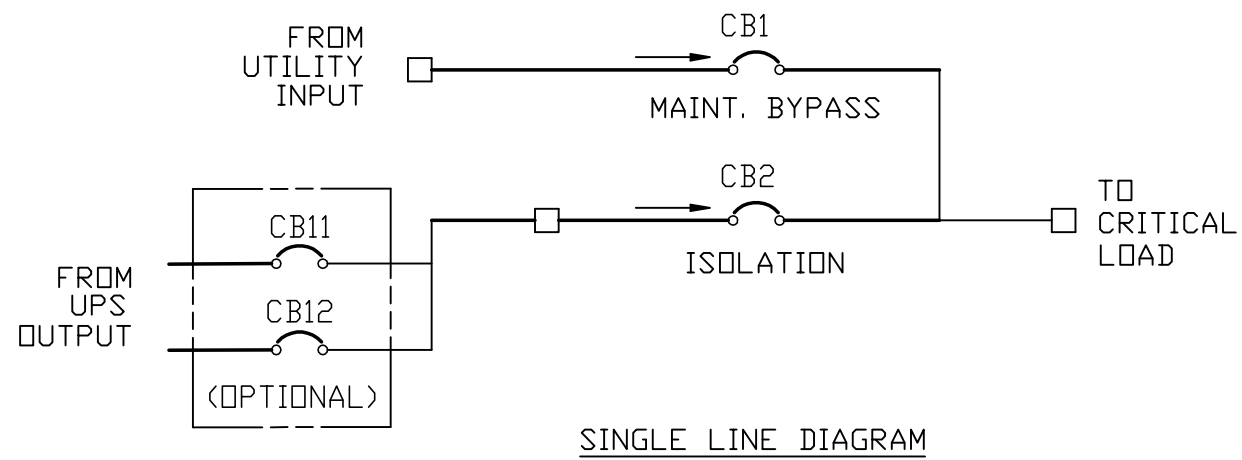 FROM
UTILITY
INPUT
CB1
MAINT. BYPASS
CB2
ISOLATION
TO
CRITICAL
LOAD
FROM
UPS
OUTPUT
CB11
CB12
(OPTIONAL)
SINGLE LINE DIAGRAM